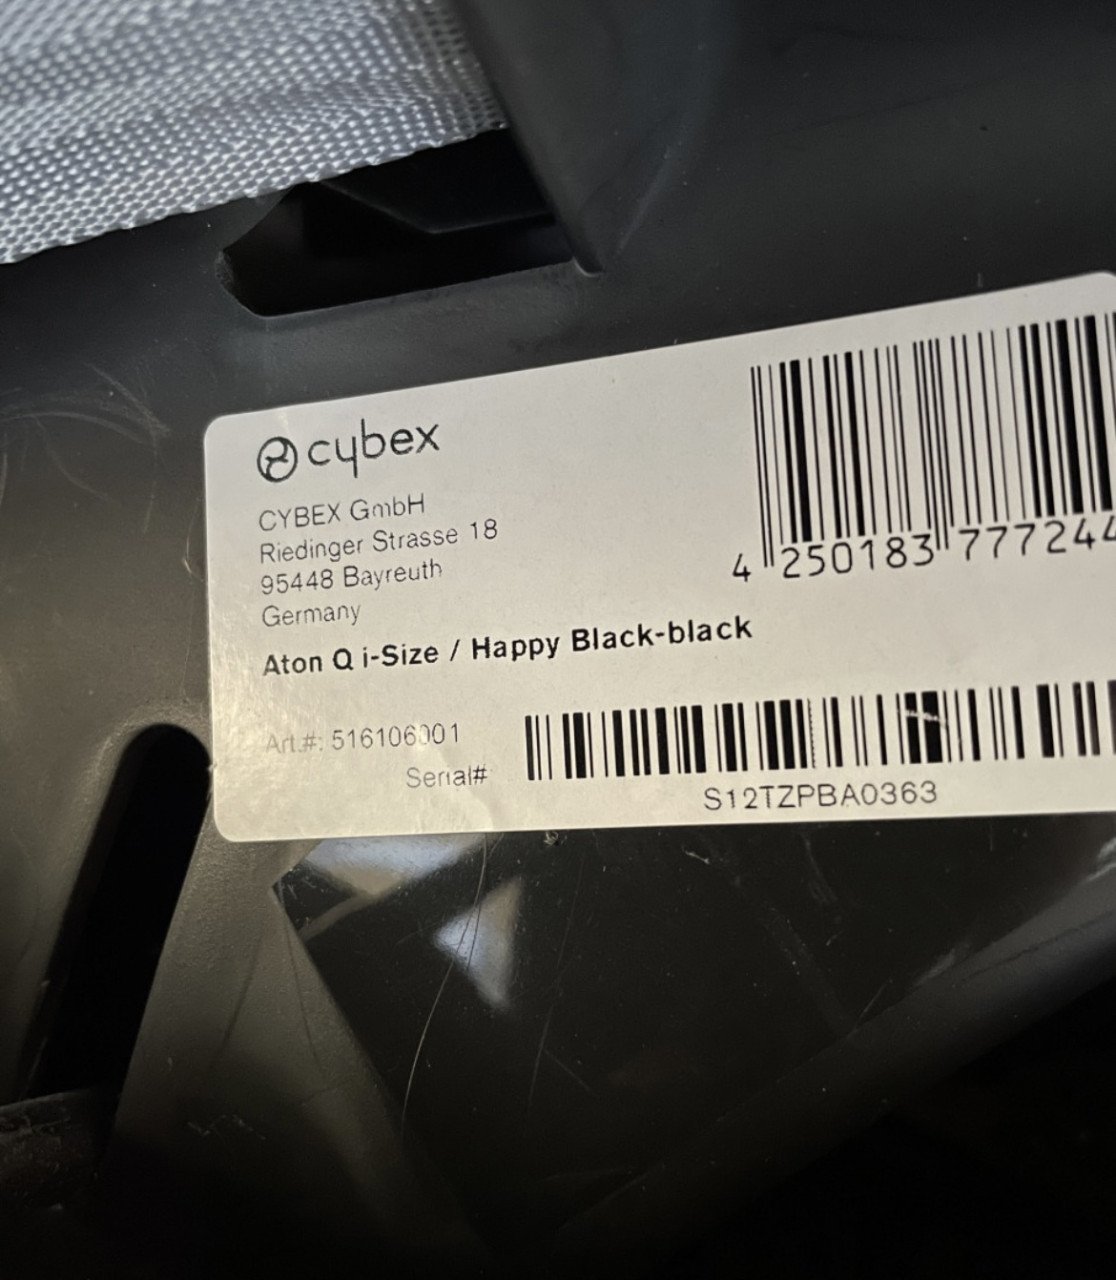 cybex
CYBEX GmbH
Riedinger Strasse 18
95448 Bayreuth
Germany
4 250183 777244
Aton Q i-Size / Happy Black-black
Art.#: 516106001
Serial#
S12TZPBA0363